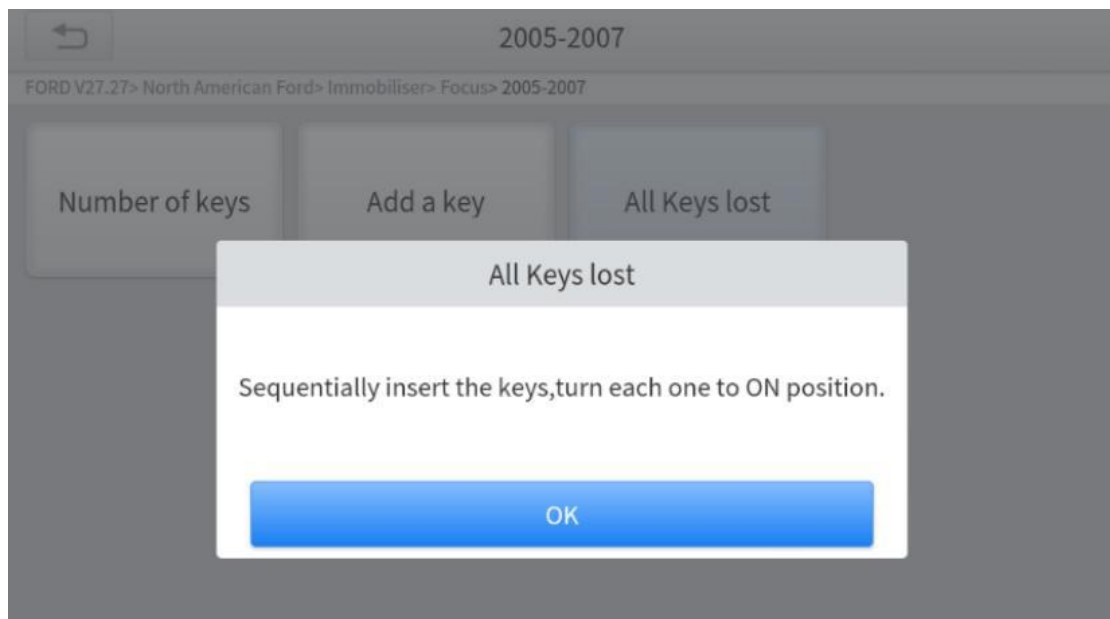 2005-2007
FORD V27.27> North American Ford> Immobiliser> Focus> 2005-2007
Number of keys
Add a key
All Keys lost
All Keys lost
Sequentially insert the keys,turn each one to ON position.
OK